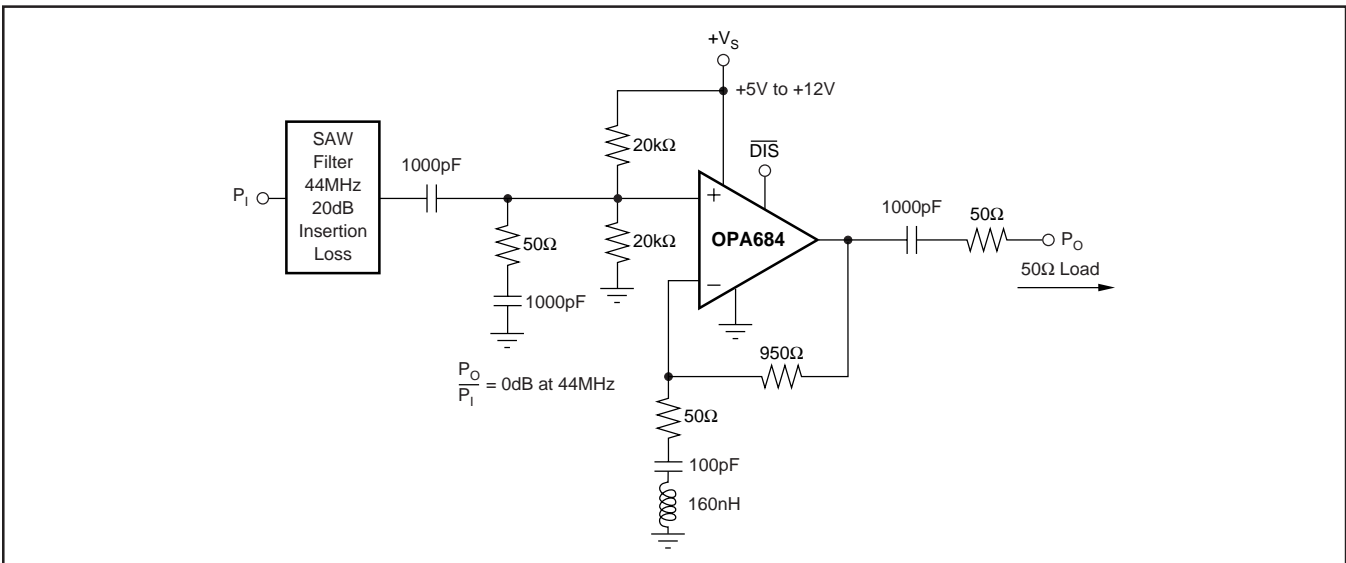 +V_S
+5V to +12V
SAW
Filter
44MHz
20dB
Insertion
Loss
P_I
1000pF
20kΩ
DIS
50Ω
20kΩ
1000pF
+
−
OPA684
1000pF
50Ω
P_O
50Ω Load
950Ω
P_O
P_I
= 0dB at 44MHz
50Ω
100pF
160nH